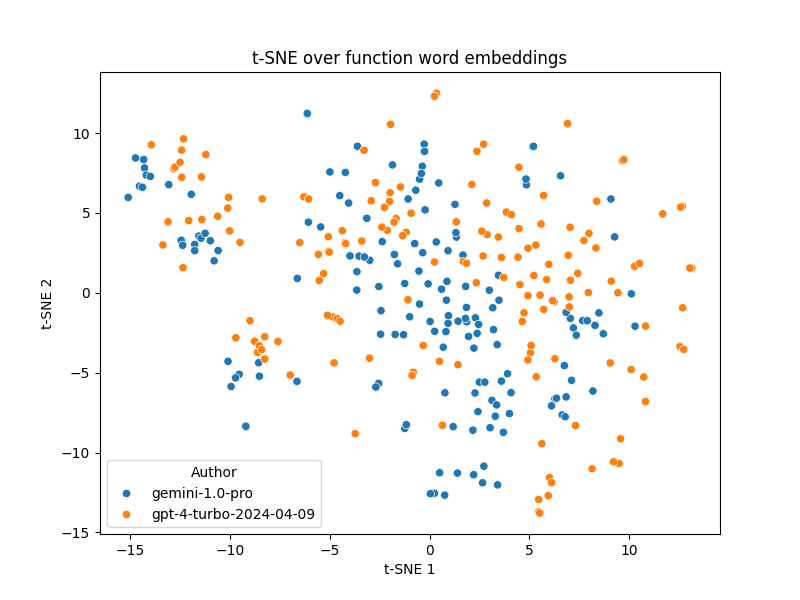 t-SNE over function word embeddings
10
5
0
−5
−10
−15
t-SNE 2
Author
gemini-1.0-pro
gpt-4-turbo-2024-04-09
−15 −10 −5 0 5 10
t-SNE 1